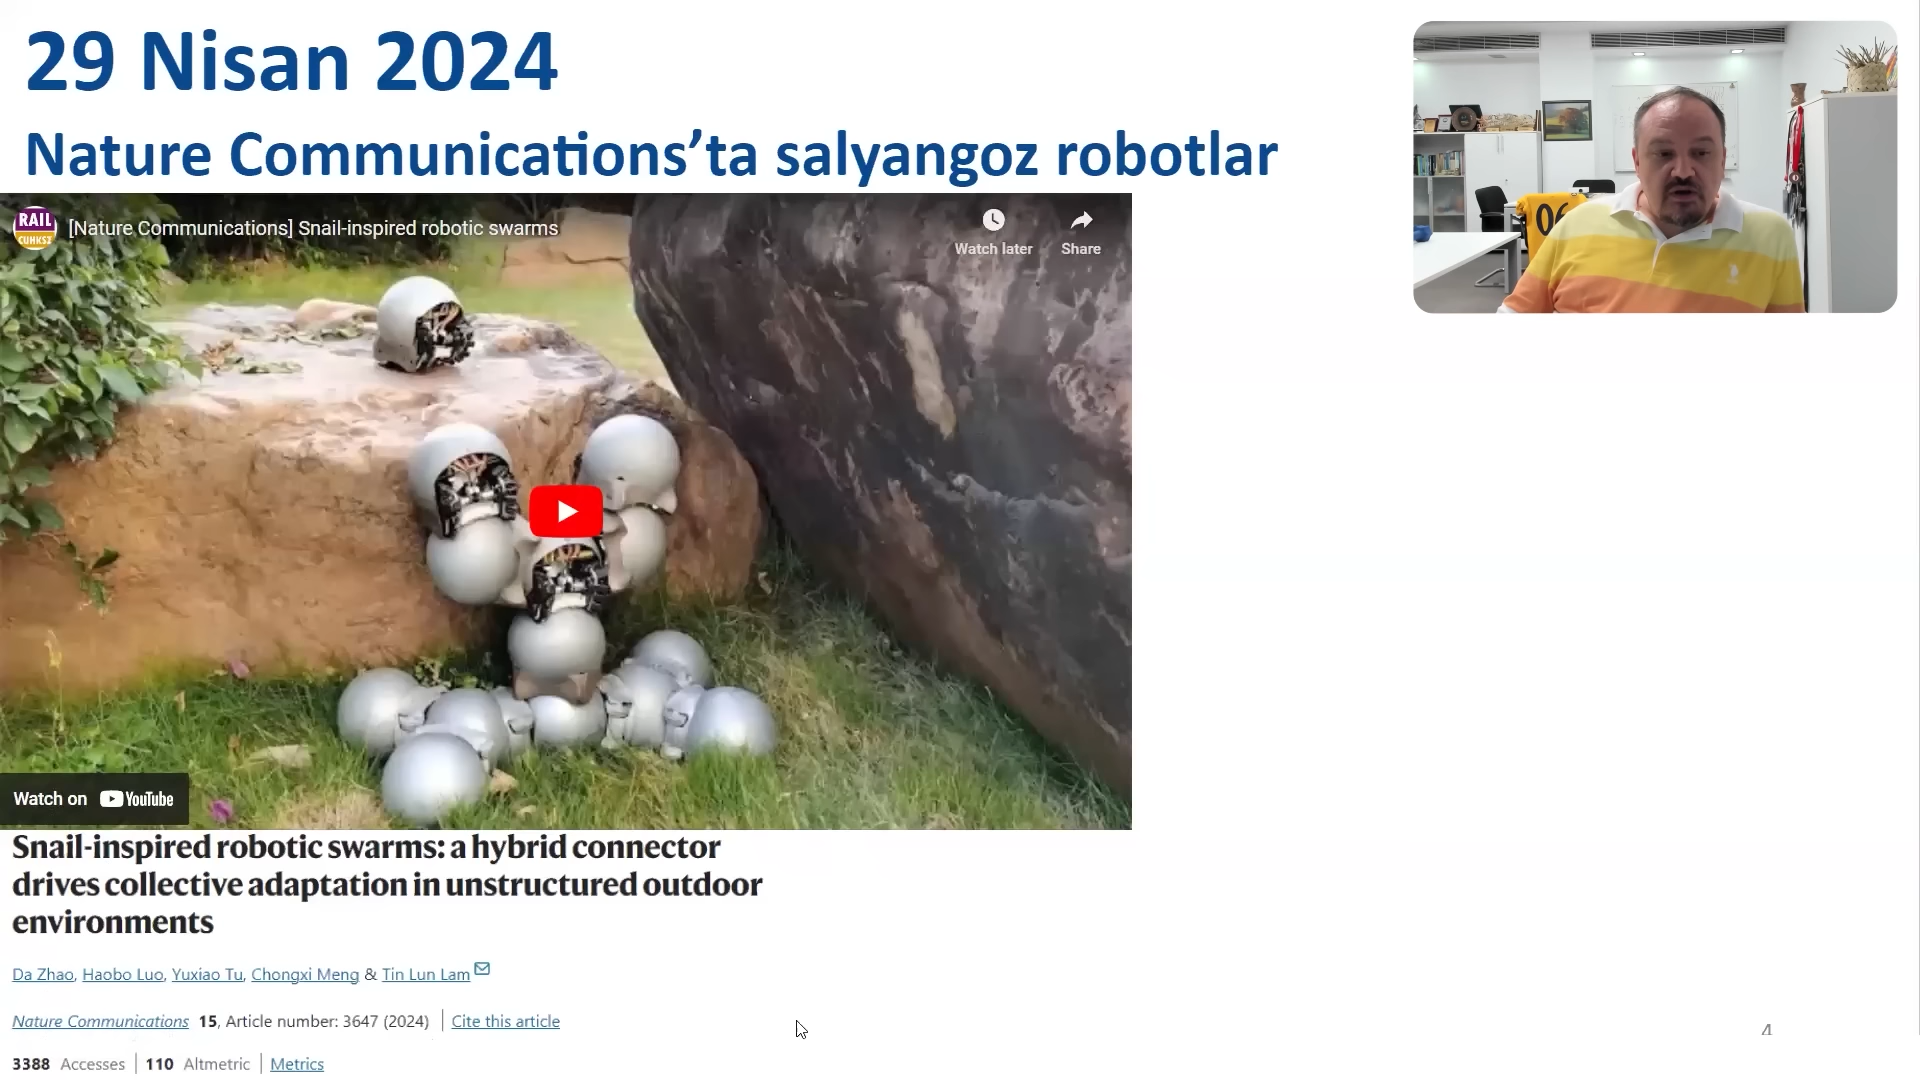 29 Nisan 2024
Nature Communications’ta salyangoz robotlar
RAIL
CUHKSZ
[Nature Communications] Snail-inspired robotic swarms
Watch later
Share
06
Watch on YouTube
Snail-inspired robotic swarms: a hybrid connector
drives collective adaptation in unstructured outdoor
environments
Da Zhao, Haobo Luo, Yuxiao Tu, Chongxi Meng & Tin Lun Lam
Nature Communications 15, Article number: 3647 (2024) | Cite this article
3388 Accesses | 110 Altmetric | Metrics
4